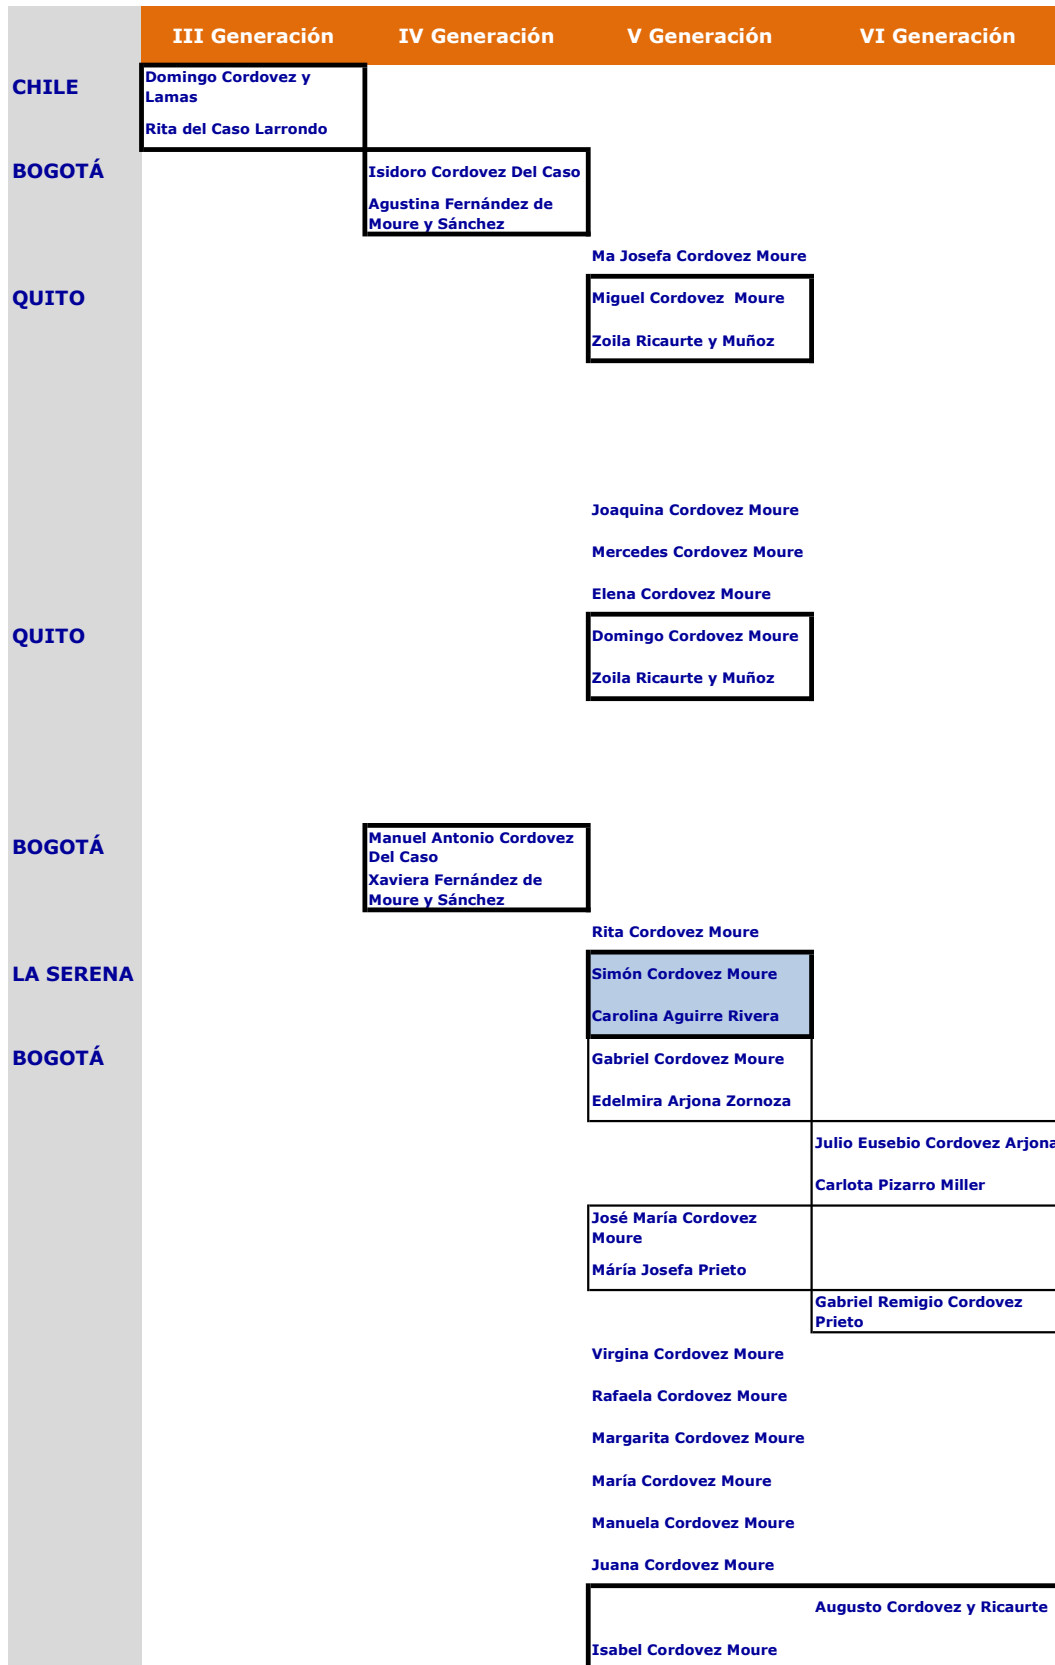 III Generación IV Generación V Generación VI Generación
CHILE
Domingo Cordovez y
Lamas
Rita del Caso Larrondo
BOGOTÁ
Isidoro Cordovez Del Caso
Agustina Fernández de
Moure y Sánchez
Ma Josefa Cordovez Moure
QUITO
Miguel Cordovez Moure
Zoila Ricaurte y Muñoz
Joaquina Cordovez Moure
Mercedes Cordovez Moure
Elena Cordovez Moure
QUITO
Domingo Cordovez Moure
Zoila Ricaurte y Muñoz
BOGOTÁ
Manuel Antonio Cordovez
Del Caso
Xaviera Fernández de
Moure y Sánchez
Rita Cordovez Moure
LA SERENA
Simón Cordovez Moure
Carolina Aguirre Rivera
BOGOTÁ
Gabriel Cordovez Moure
Edelmira Arjona Zornoza
Julio Eusebio Cordovez Arjona
Carlota Pizarro Miller
José María Cordovez
Moure
Máría Josefa Prieto
Gabriel Remigio Cordovez
Prieto
Virgina Cordovez Moure
Rafaela Cordovez Moure
Margarita Cordovez Moure
María Cordovez Moure
Manuela Cordovez Moure
Juana Cordovez Moure
Augusto Cordovez y Ricaurte
Isabel Cordovez Moure